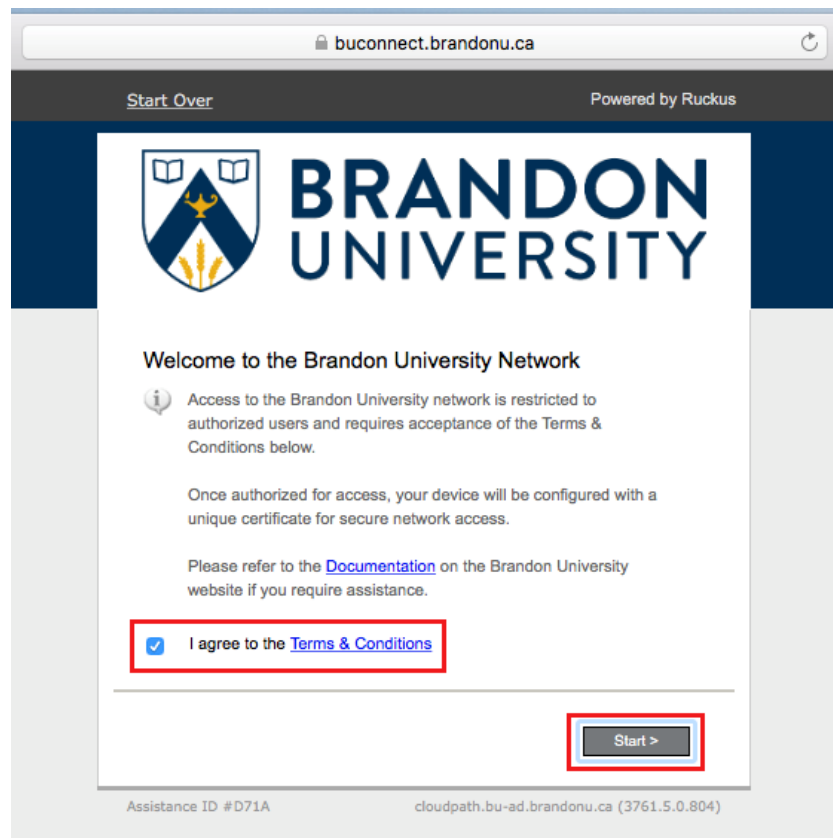 buconnect.brandonu.ca
Start Over
Powered by Ruckus
BRANDON
UNIVERSITY
Welcome to the Brandon University Network
Access to the Brandon University network is restricted to
authorized users and requires acceptance of the Terms &
Conditions below.
Once authorized for access, your device will be configured with a
unique certificate for secure network access.
Please refer to the Documentation on the Brandon University
website if you require assistance.
I agree to the Terms & Conditions
Start >
Assistance ID #D71A
cloudpath.bu-ad.brandonu.ca (3761.5.0.804)